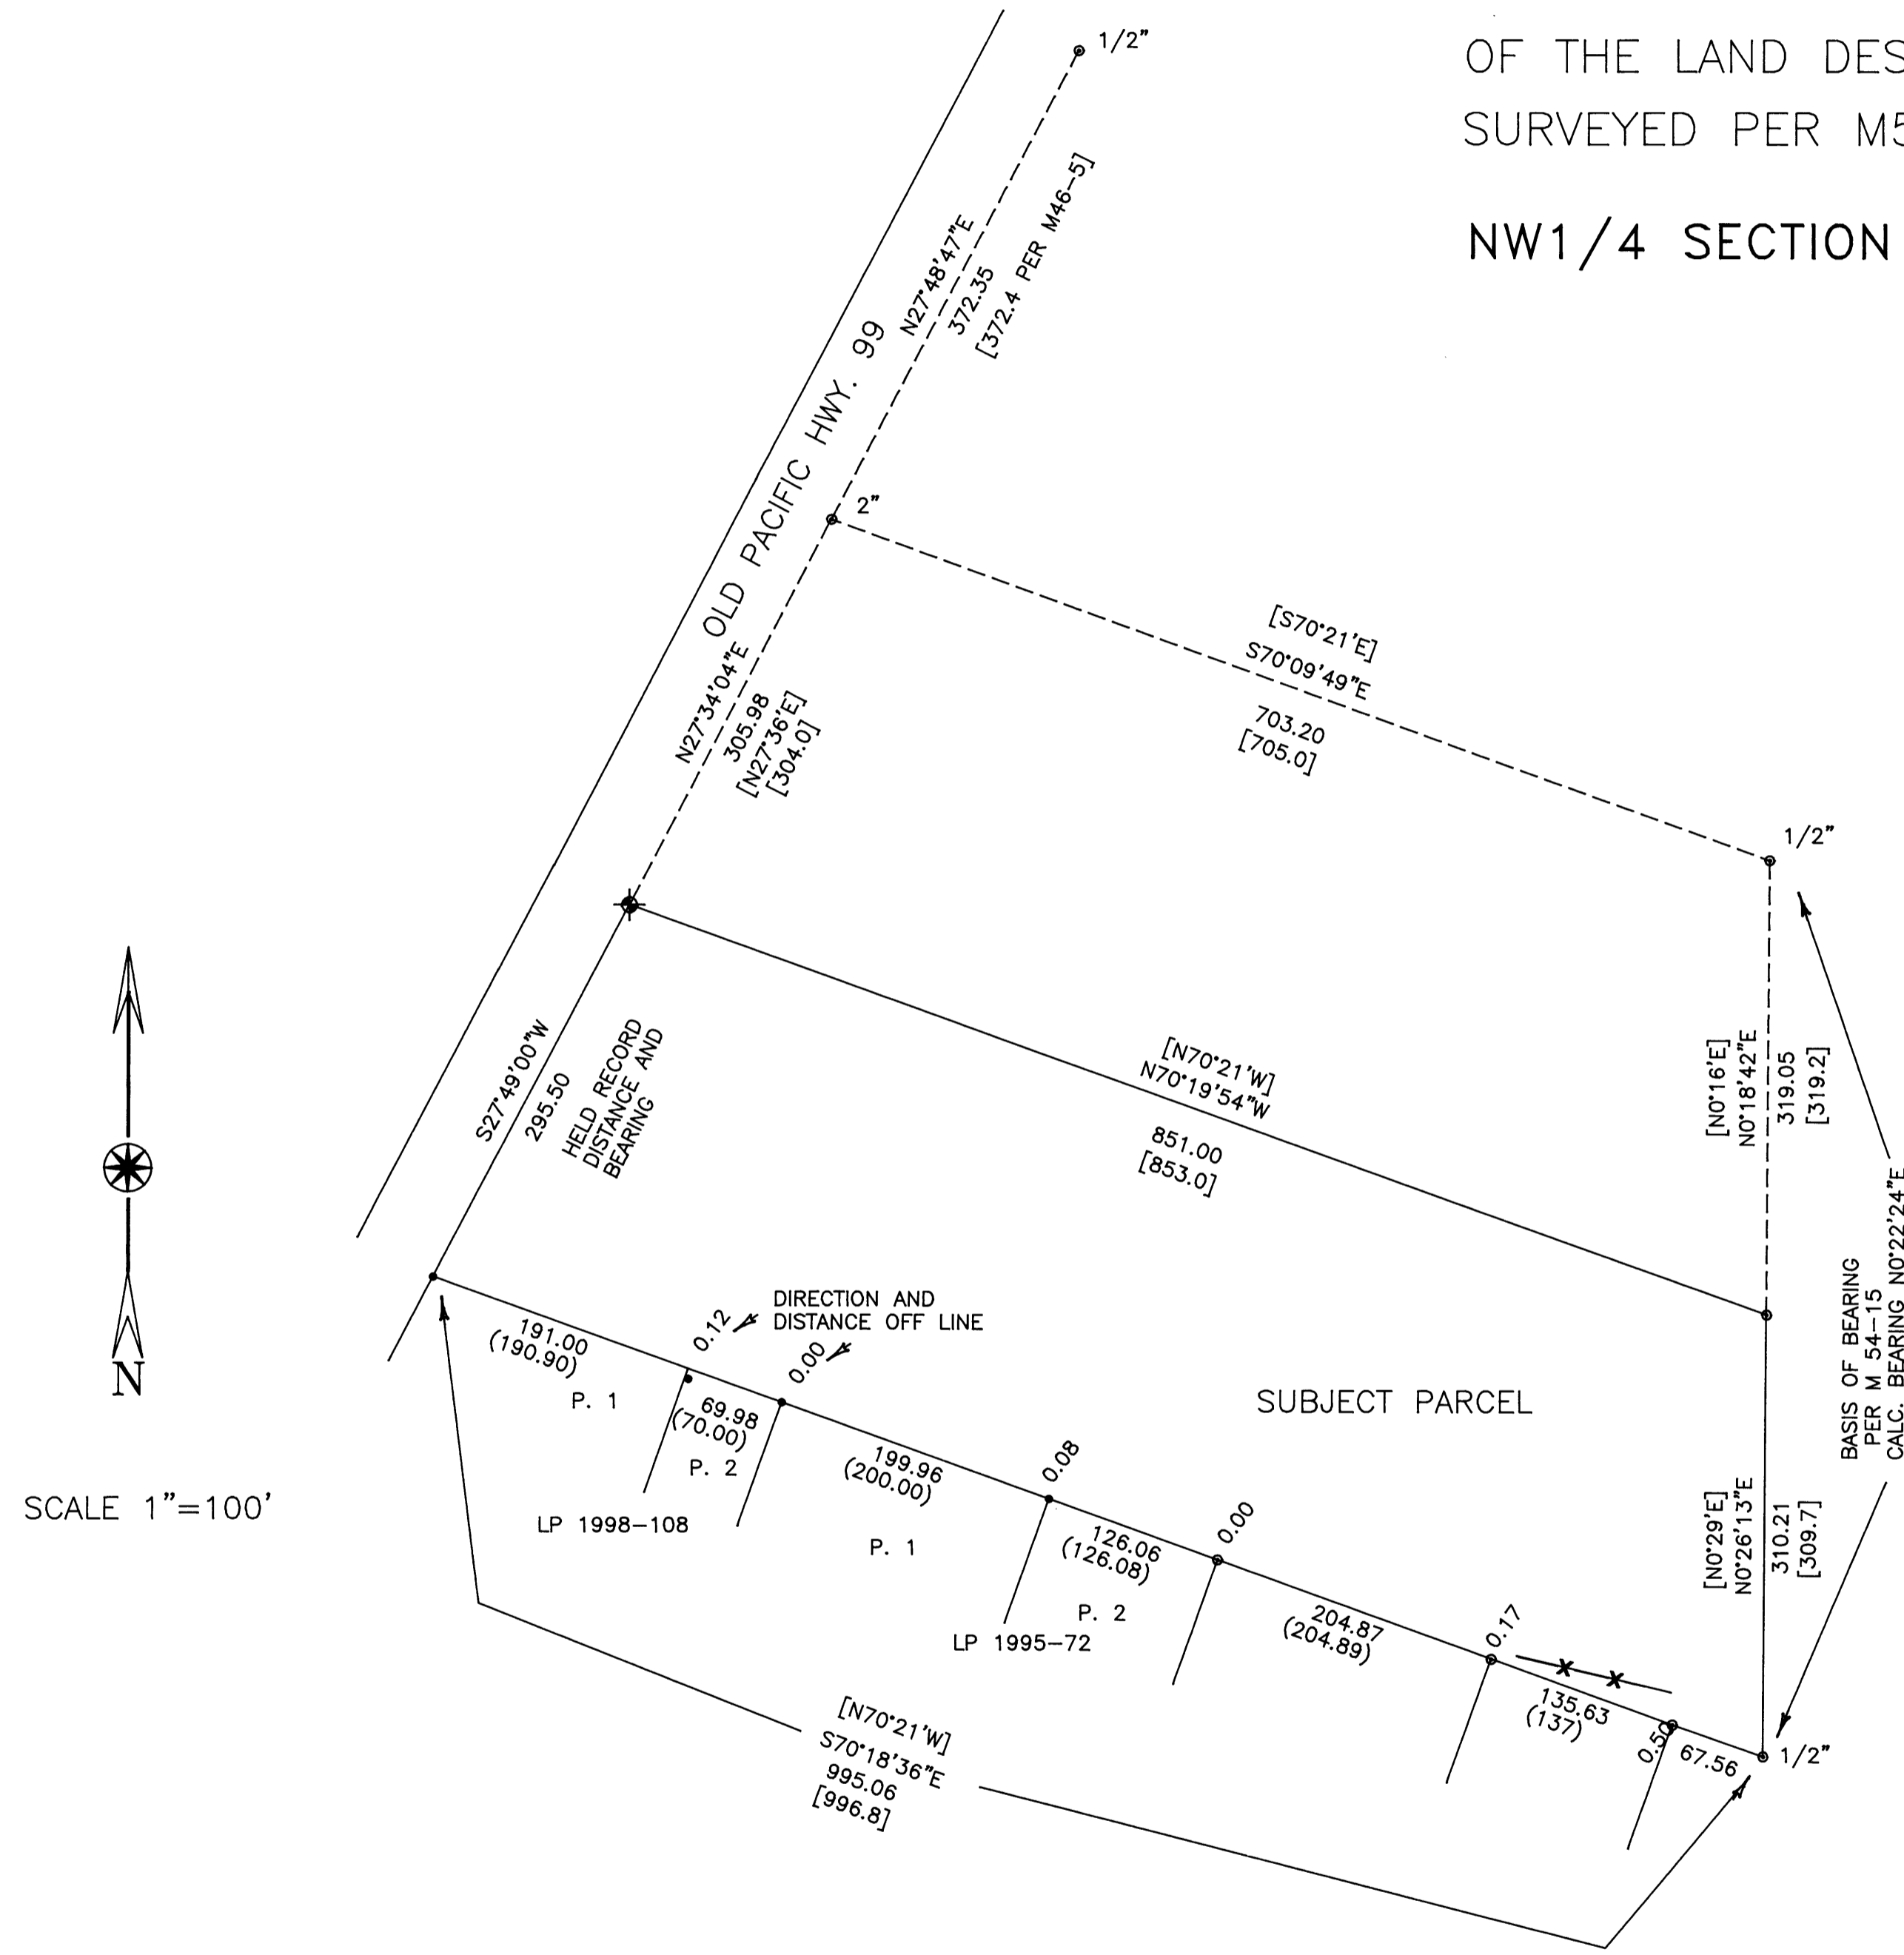 OF THE LAND DES
SURVEYED PER M5
NW1/4 SECTION
1/2"
N27°48'47"E
372.35
[372.4 PER M46-5]
OLD PACIFIC HWY. 99
2"
[S70°21'E]
S70°09'49"E
703.20
[705.0]
N27°34'04"E
305.98
[N27°36'E]
[304.0]
1/2"
[N0°16'E]
N0°18'42"E
319.05
[319.2]
[N70°21'W]
N70°19'54"W
851.00
[853.0]
S27°49'00"W
295.50
HELD RECORD
DISTANCE AND
BEARING
BASIS OF BEARING
PER M 54-15
CALC. BEARING N0°22'24"E
N
SCALE 1"=100'
DIRECTION AND
DISTANCE OFF LINE
0.12
0.00
191.00
(190.90)
P. 1
69.98
(70.00)
P. 2
LP 1998-108
SUBJECT PARCEL
199.96
(200.00)
P. 1
0.08
126.06
(126.08)
P. 2
LP 1995-72
0.00
204.87
(204.89)
0.17
135.63
(137)
0.50
67.56
1/2"
[N0°29'E]
N0°26'13"E
310.21
[309.7]
[N70°21'W]
S70°18'36"E
995.06
[996.8]